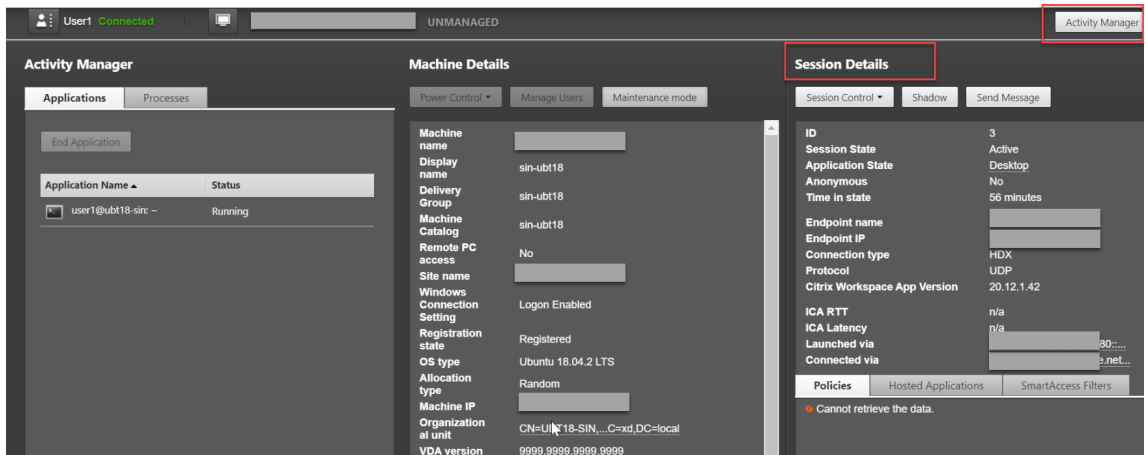 User1 Connected
UNMANAGED
Activity Manager
Activity Manager
Applications
Processes
End Application
Application Name
Status
user1@ubt18-sin: ~
Running
Machine Details
Power Control
Manage Users
Maintenance mode
Machine
name
Display
name
sin-ubt18
Delivery
Group
sin-ubt18
Machine
Catalog
sin-ubt18
Remote PC
access
No
Site name
Windows
Connection
Setting
Logon Enabled
Registration
state
Registered
OS type
Ubuntu 18.04.2 LTS
Allocation
type
Random
Machine IP
Organization
al unit
CN=UBT18-SIN,...C=xd,DC=local
VDA version
9999.9999.9999.9999
Session Details
Session Control
Shadow
Send Message
ID
3
Session State
Active
Application State
Desktop
Anonymous
No
Time in state
56 minutes
Endpoint name
Endpoint IP
Connection type
HDX
Protocol
UDP
Citrix Workspace App Version
20.12.1.42
ICA RTT
n/a
ICA Latency
n/a
Launched via
80::...
Connected via
e.net...
Policies
Hosted Applications
SmartAccess Filters
Cannot retrieve the data.